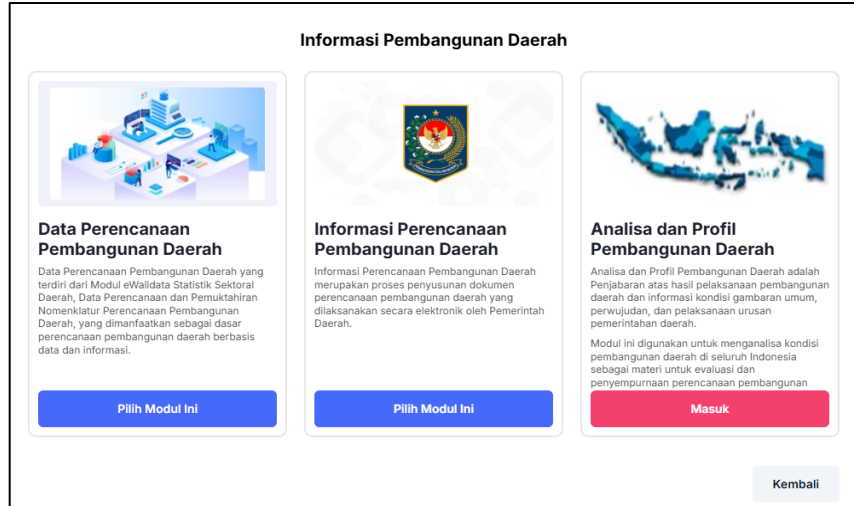 Informasi Pembangunan Daerah
Data Perencanaan
Pembangunan Daerah
Data Perencanaan Pembangunan Daerah yang
terdiri dari Modul eWalidata Statistik Sektoral
Daerah, Data Perencanaan dan Pemuktahiran
Nomenklatur Perencanaan Pembangunan
Daerah, yang dimanfaatkan sebagai dasar
perencanaan pembangunan daerah berbasis
data dan informasi.
Pilih Modul Ini
Informasi Perencanaan
Pembangunan Daerah
Informasi Perencanaan Pembangunan Daerah
merupakan proses penyusunan dokumen
perencanaan pembangunan daerah yang
dilaksanakan secara elektronik oleh Pemerintah
Daerah.
Pilih Modul Ini
Analisa dan Profil
Pembangunan Daerah
Analisa dan Profil Pembangunan Daerah adalah
Penjabaran atas hasil pelaksanaan pembangunan
daerah dan informasi kondisi gambaran umum,
perwujudan, dan pelaksanaan urusan
pemerintahan daerah.
Modul ini digunakan untuk menganalisa kondisi
pembangunan daerah di seluruh Indonesia
sebagai materi untuk evaluasi dan
penyempurnaan perencanaan pembangunan
Masuk
Kembali